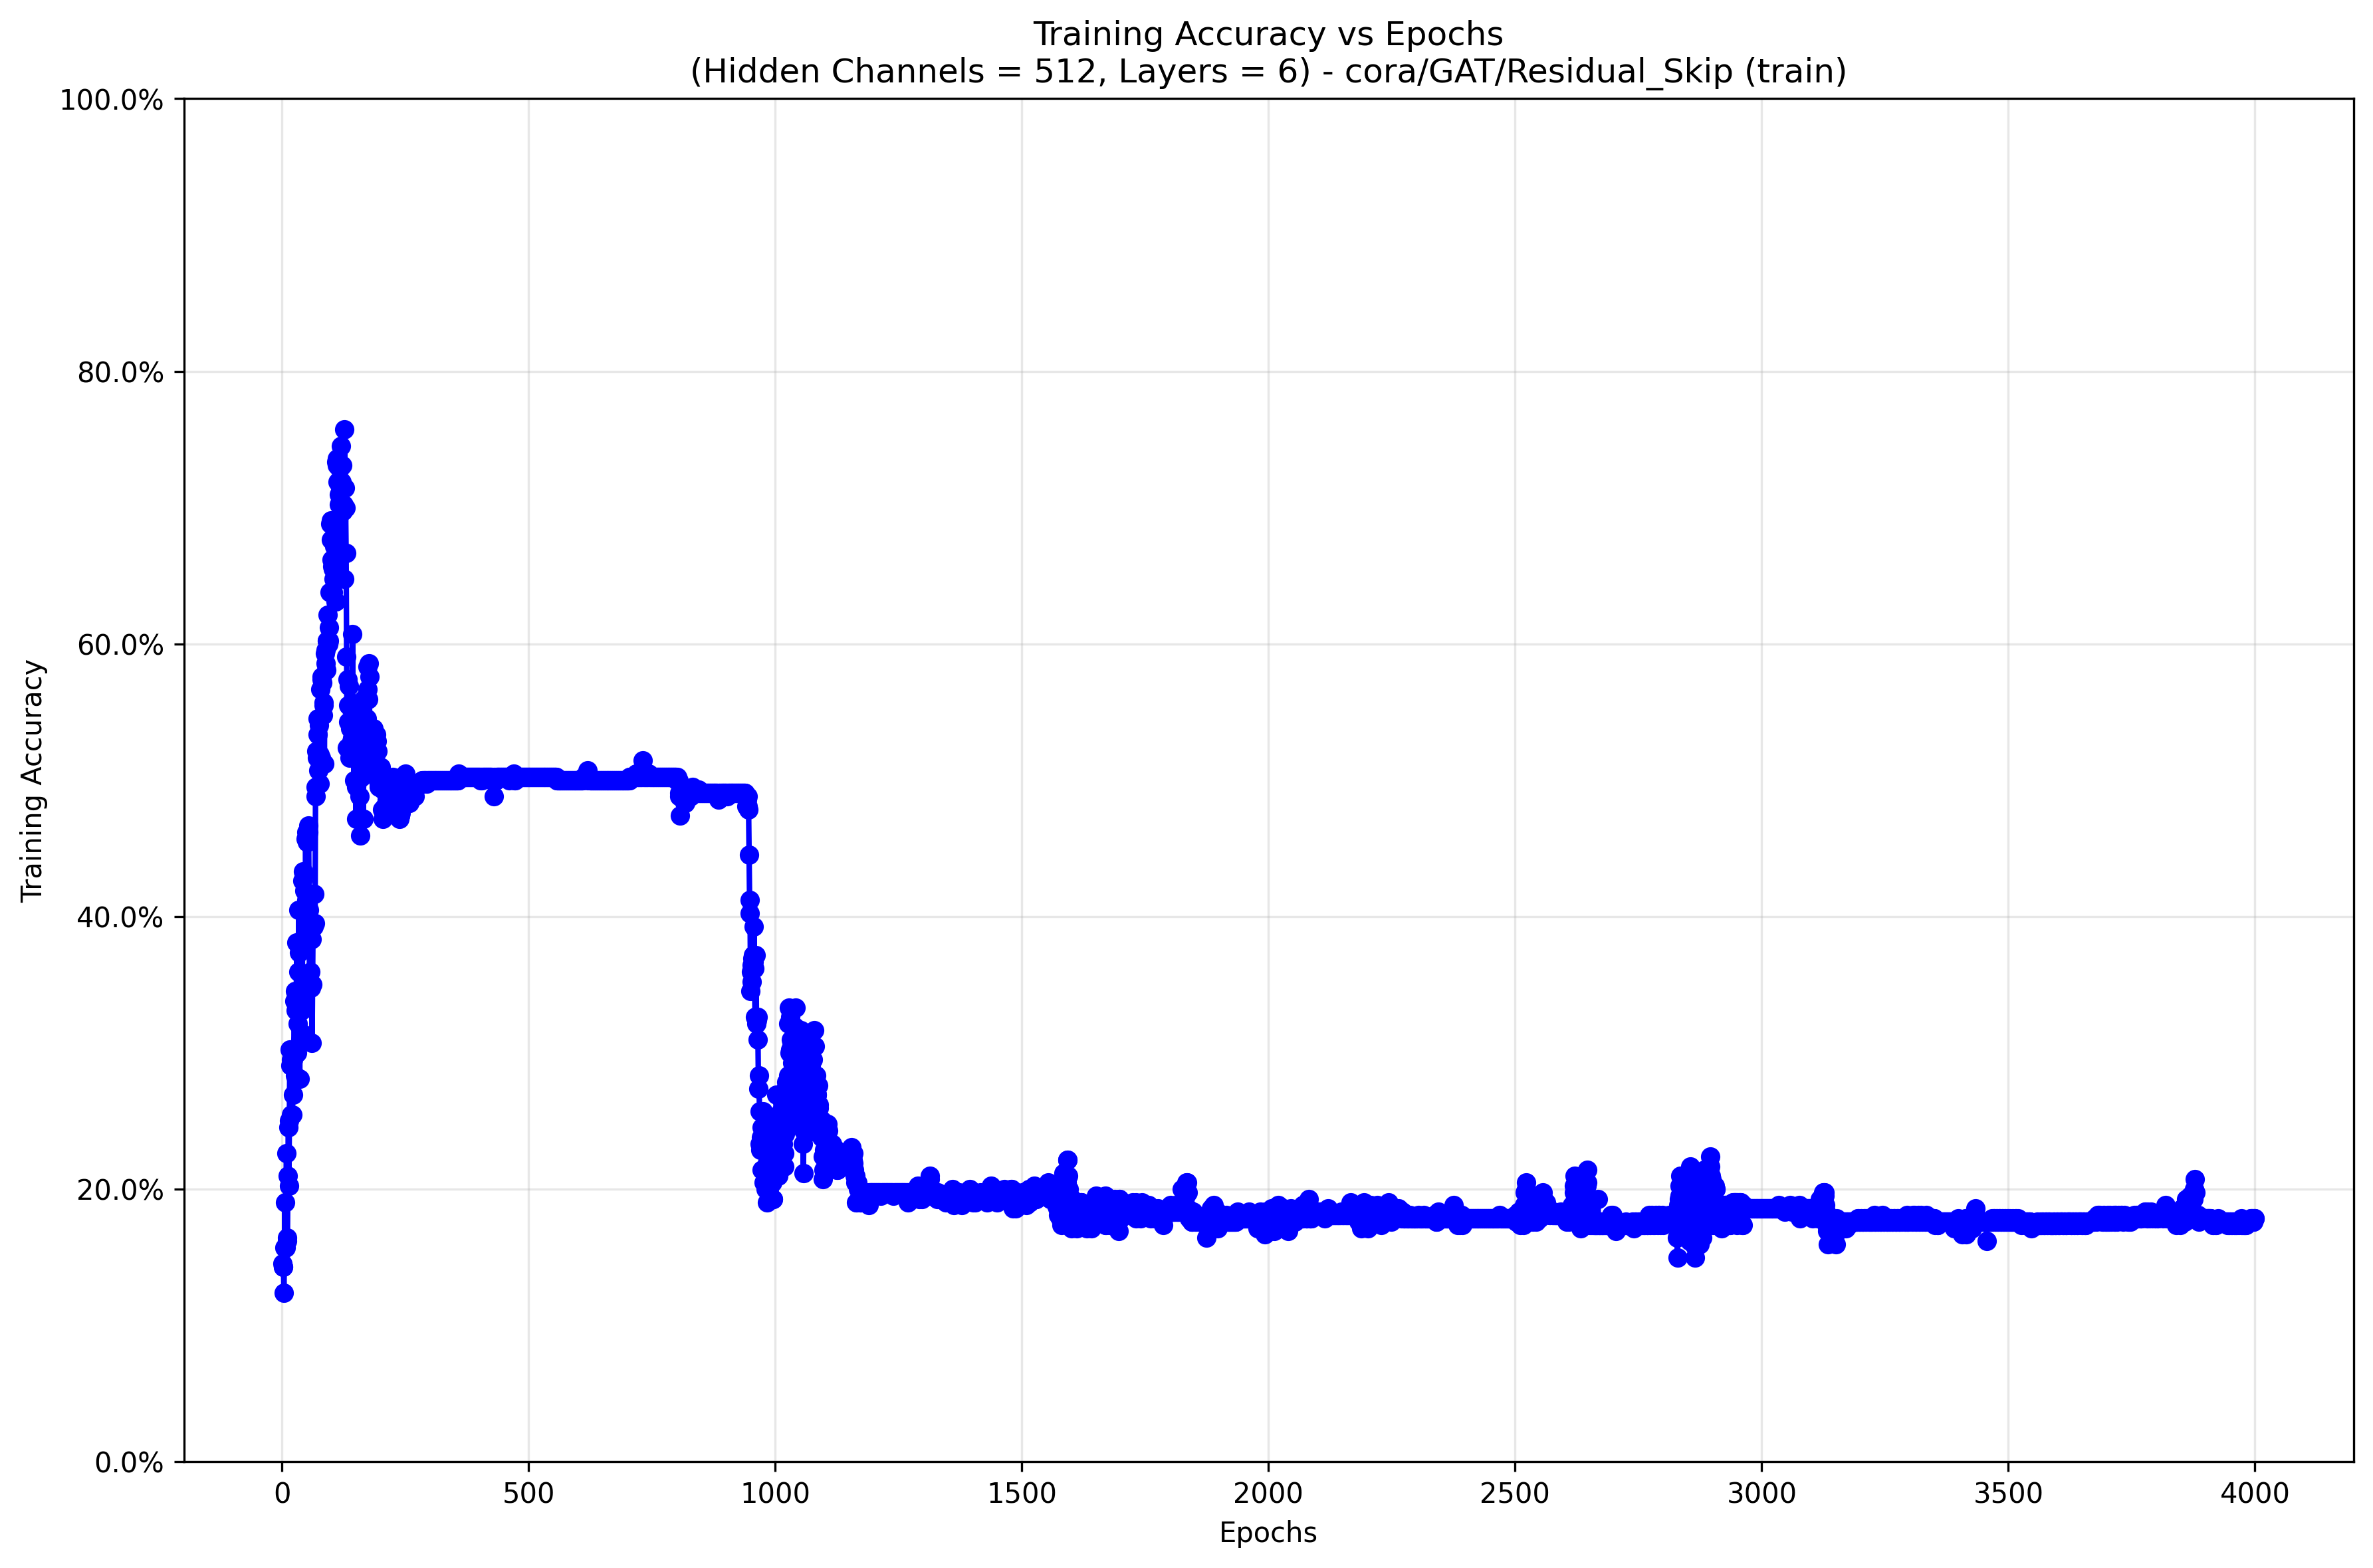 Training Accuracy vs Epochs
(Hidden Channels = 512, Layers = 6) - cora/GAT/Residual_Skip (train)
100.0%
80.0%
60.0%
40.0%
20.0%
0.0%
Training Accuracy
0 500 1000 1500 2000 2500 3000 3500 4000
Epochs